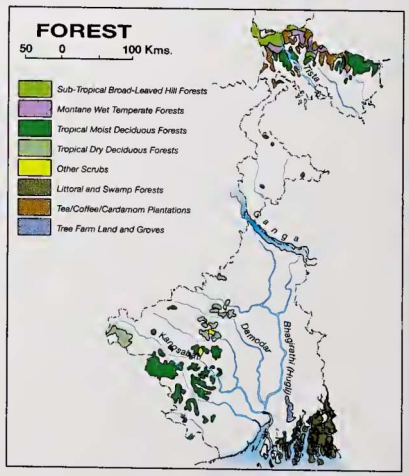 FOREST
50 0 100 Kms.
Sub-Tropical Broad-Leaved Hill Forests
Montane Wet Temperate Forests
Tropical Moist Deciduous Forests
Tropical Dry Deciduous Forests
Other Scrubs
Littoral and Swamp Forests
Tea/Coffee/Cardamom Plantations
Tree Farm Land and Groves
Tista
Ganga
Damodar
Bhagirathi (Hugli)